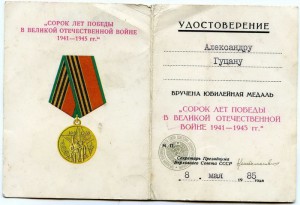 „СОРОК ЛЕТ ПОБЕДЫ
В ВЕЛИКОЙ ОТЕЧЕСТВЕННОЙ ВОЙНЕ
1941—1945 гг.“
УДОСТОВЕРЕНИЕ
Александру
Гуцану
ВРУЧЕНА ЮБИЛЕЙНАЯ МЕДАЛЬ
„СОРОК ЛЕТ ПОБЕДЫ
В ВЕЛИКОЙ ОТЕЧЕСТВЕННОЙ
ВОЙНЕ 1941—1945 гг.“
М. П.
Секретарь Президиума
Верховного Совета СССР
8 мая 1985